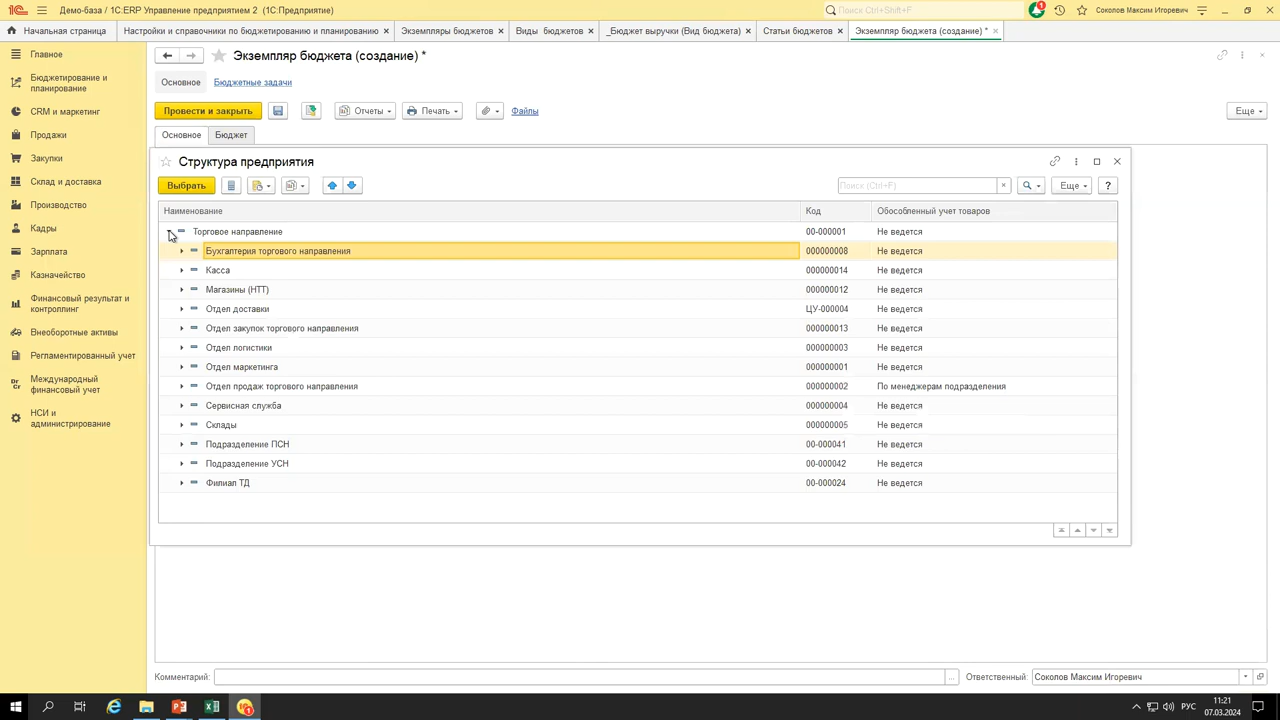 Демо-база / 1С:ERP Управление предприятием 2 (1С:Предприятие)
Поиск Ctrl+Shift+F
1
Соколов Максим Игоревич
Начальная страница
Настройки и справочники по бюджетированию и планированию
Экземпляры бюджетов
Виды бюджетов
_Бюджет выручки (Вид бюджета)
Статьи бюджетов
Экземпляр бюджета (создание) *
Главное
Бюджетирование и
планирование
CRM и маркетинг
Продажи
Закупки
Склад и доставка
Производство
Кадры
Зарплата
Казначейство
Финансовый результат и
контроллинг
Внеоборотные активы
Регламентированный учет
Международный
финансовый учет
НСИ и
администрирование
Экземпляр бюджета (создание) *
Основное
Бюджетные задачи
Провести и закрыть
Отчеты
Печать
Файлы
Еще
Основное
Бюджет
Структура предприятия
Выбрать
Поиск (Ctrl+F)
Еще
?
Наименование Код Обособленный учет товаров
Торговое направление 00-000001 Не ведется
Бухгалтерия торгового направления 000000008 Не ведется
Касса 000000014 Не ведется
Магазины (НТТ) 000000012 Не ведется
Отдел доставки ЦУ-000004 Не ведется
Отдел закупок торгового направления 000000013 Не ведется
Отдел логистики 000000003 Не ведется
Отдел маркетинга 000000001 Не ведется
Отдел продаж торгового направления 000000002 По менеджерам подразделения
Сервисная служба 000000004 Не ведется
Склады 000000005 Не ведется
Подразделение ПСН 00-000041 Не ведется
Подразделение УСН 00-000042 Не ведется
Филиал ТД 00-000024 Не ведется
Комментарий:
Ответственный: Соколов Максим Игоревич
РУС
11:21
07.03.2024